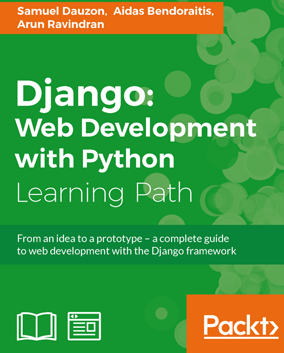 Samuel Dauzon, Aidas Bendoraitis,
Arun Ravindran
Django:
Web Development
with Python
Learning Path
From an idea to a prototype – a complete guide
to web development with the Django framework
Packt>